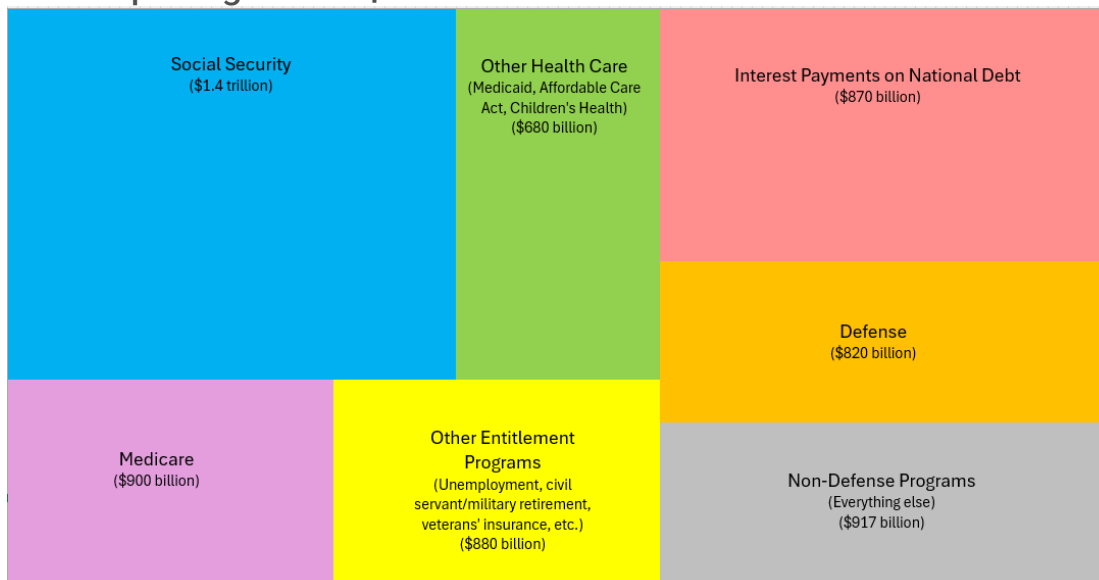 Social Security
($1.4 trillion)
Other Health Care
(Medicaid, Affordable Care
Act, Children's Health)
($680 billion)
Interest Payments on National Debt
($870 billion)
Defense
($820 billion)
Medicare
($900 billion)
Other Entitlement
Programs
(Unemployment, civil
servant/military retirement,
veterans' insurance, etc.)
($880 billion)
Non-Defense Programs
(Everything else)
($917 billion)